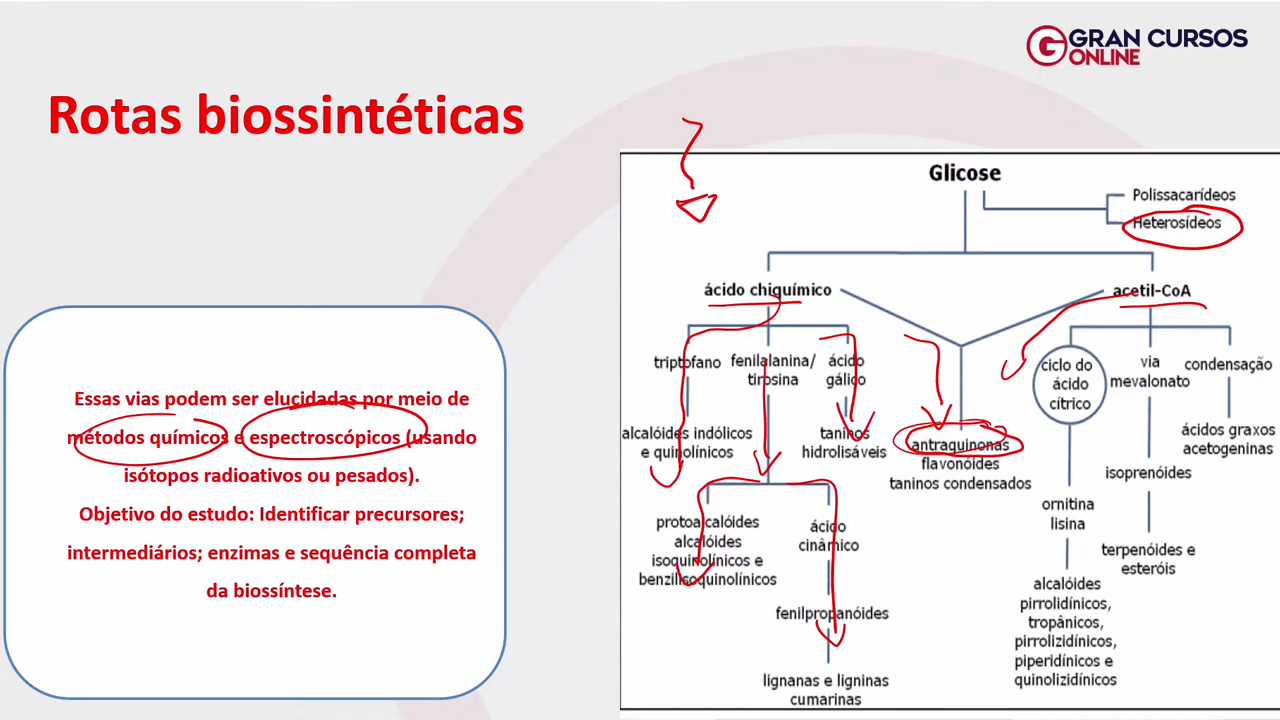 GRAN CURSOS
ONLINE
Rotas biossintéticas
Essas vias podem ser elucidadas por meio de
métodos químicos e espectroscópicos (usando
isótopos radioativos ou pesados).
Objetivo do estudo: Identificar precursores;
intermediários; enzimas e sequência completa
da biossíntese.
Glicose
Polissacarídeos
Heterosídeos
ácido chiquímico
acetil-CoA
triptofano
fenilalanina/
tirosina
ácido
gálico
ciclo do
ácido
cítrico
via
mevalonato
condensação
alcalóides indólicos
e quinolínicos
taninos
hidrolisáveis
antraquinonas
flavonóides
taninos condensados
ácidos graxos
acetogeninas
isoprenóides
protoalcalóides
alcalóides
isoquinolínicos e
benzilisoquinolínicos
ácido
cinâmico
ornitina
lisina
terpenóides e
esteróis
fenilpropanóides
alcalóides
pirrolidínicos,
tropânicos,
pirrolizidínicos,
piperidínicos e
quinolizidínicos
lignanas e ligninas
cumarinas